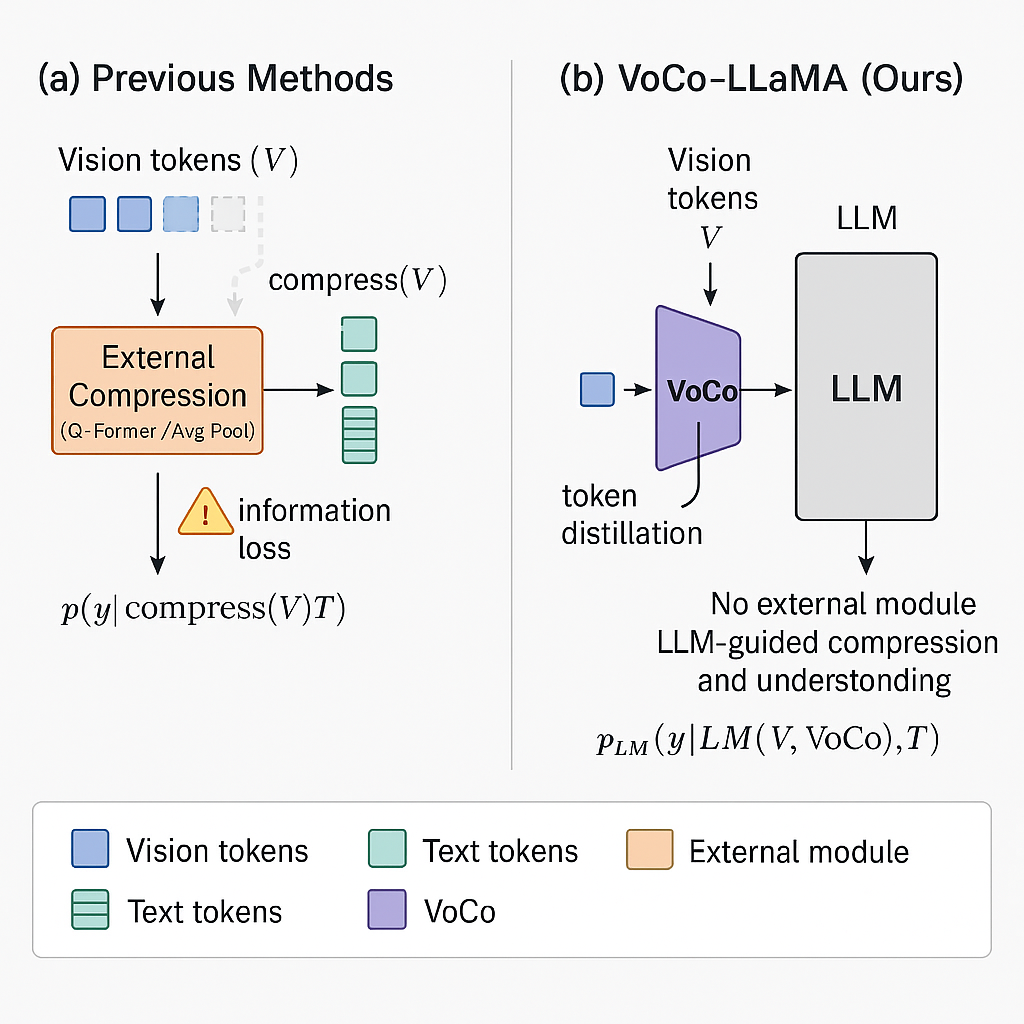 (a) Previous Methods
Vision tokens (V)
compress(V)
External
Compression
(Q-Former /Avg Pool)
!
information
loss
p(y| compress(V)T)
(b) VoCo-LLaMA (Ours)
Vision
tokens
V
LLM
VoCo
LLM
token
distillation
No external module
LLM-guided compression
and understonding
p_{LM}(y|LM(V, VoCo), T)
Vision tokens
Text tokens
External module
Text tokens
VoCo